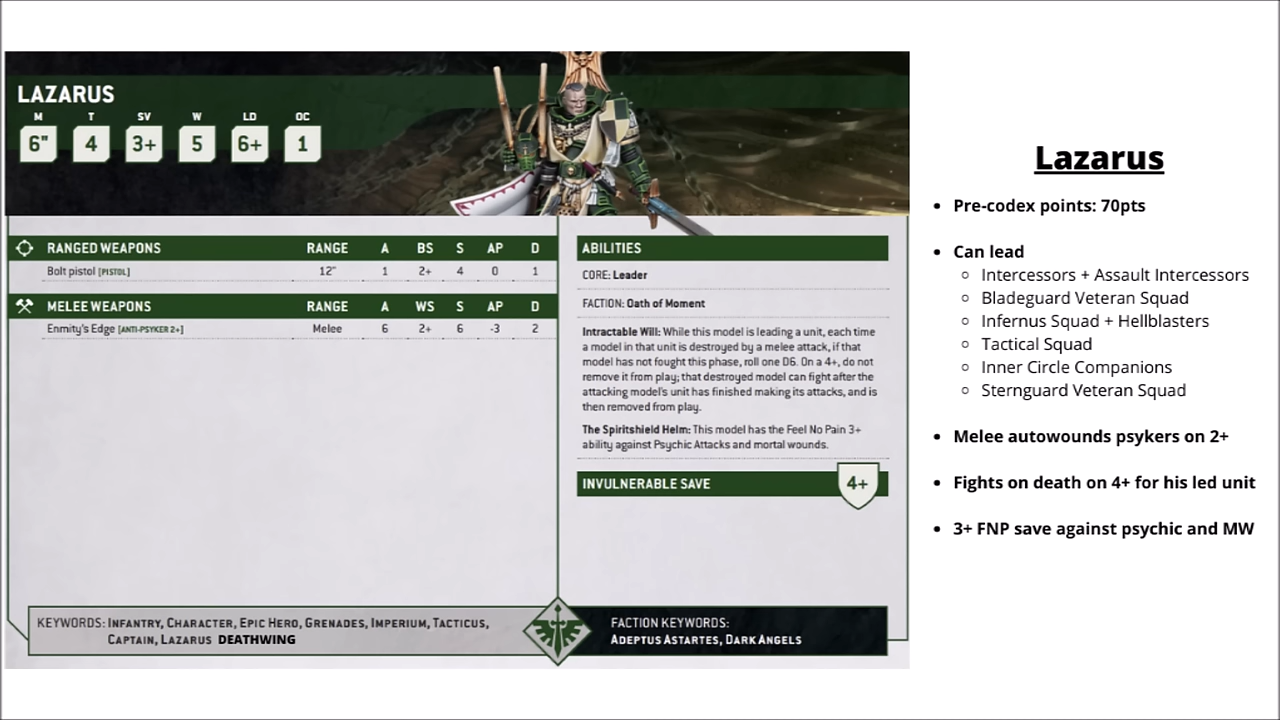 LAZARUS
M T SV W LD OC
6" 4 3+ 5 6+ 1
RANGED WEAPONS RANGE A BS S AP D
Bolt pistol [PISTOL] 12" 1 2+ 4 0 1
MELEE WEAPONS RANGE A WS S AP D
Enmity's Edge [ANTI-PSYKER 2+] Melee 6 2+ 6 -3 2
ABILITIES
CORE: Leader
FACTION: Oath of Moment
Intractable Will: While this model is leading a unit, each time
a model in that unit is destroyed by a melee attack, if that
model has not fought this phase, roll one D6. On a 4+, do not
remove it from play; that destroyed model can fight after the
attacking model's unit has finished making its attacks, and is
then removed from play.
The Spiritshield Helm: This model has the Feel No Pain 3+
ability against Psychic Attacks and mortal wounds.
INVULNERABLE SAVE 4+
KEYWORDS: INFANTRY, CHARACTER, EPIC HERO, GRENADES, IMPERIUM, TACTICUS,
CAPTAIN, LAZARUS DEATHWING
FACTION KEYWORDS:
ADEPTUS ASTARTES, DARK ANGELS
Lazarus
• Pre-codex points: 70pts
• Can lead
○ Intercessors + Assault Intercessors
○ Bladeguard Veteran Squad
○ Infernus Squad + Hellblasters
○ Tactical Squad
○ Inner Circle Companions
○ Sternguard Veteran Squad
• Melee autowounds psykers on 2+
• Fights on death on 4+ for his led unit
• 3+ FNP save against psychic and MW